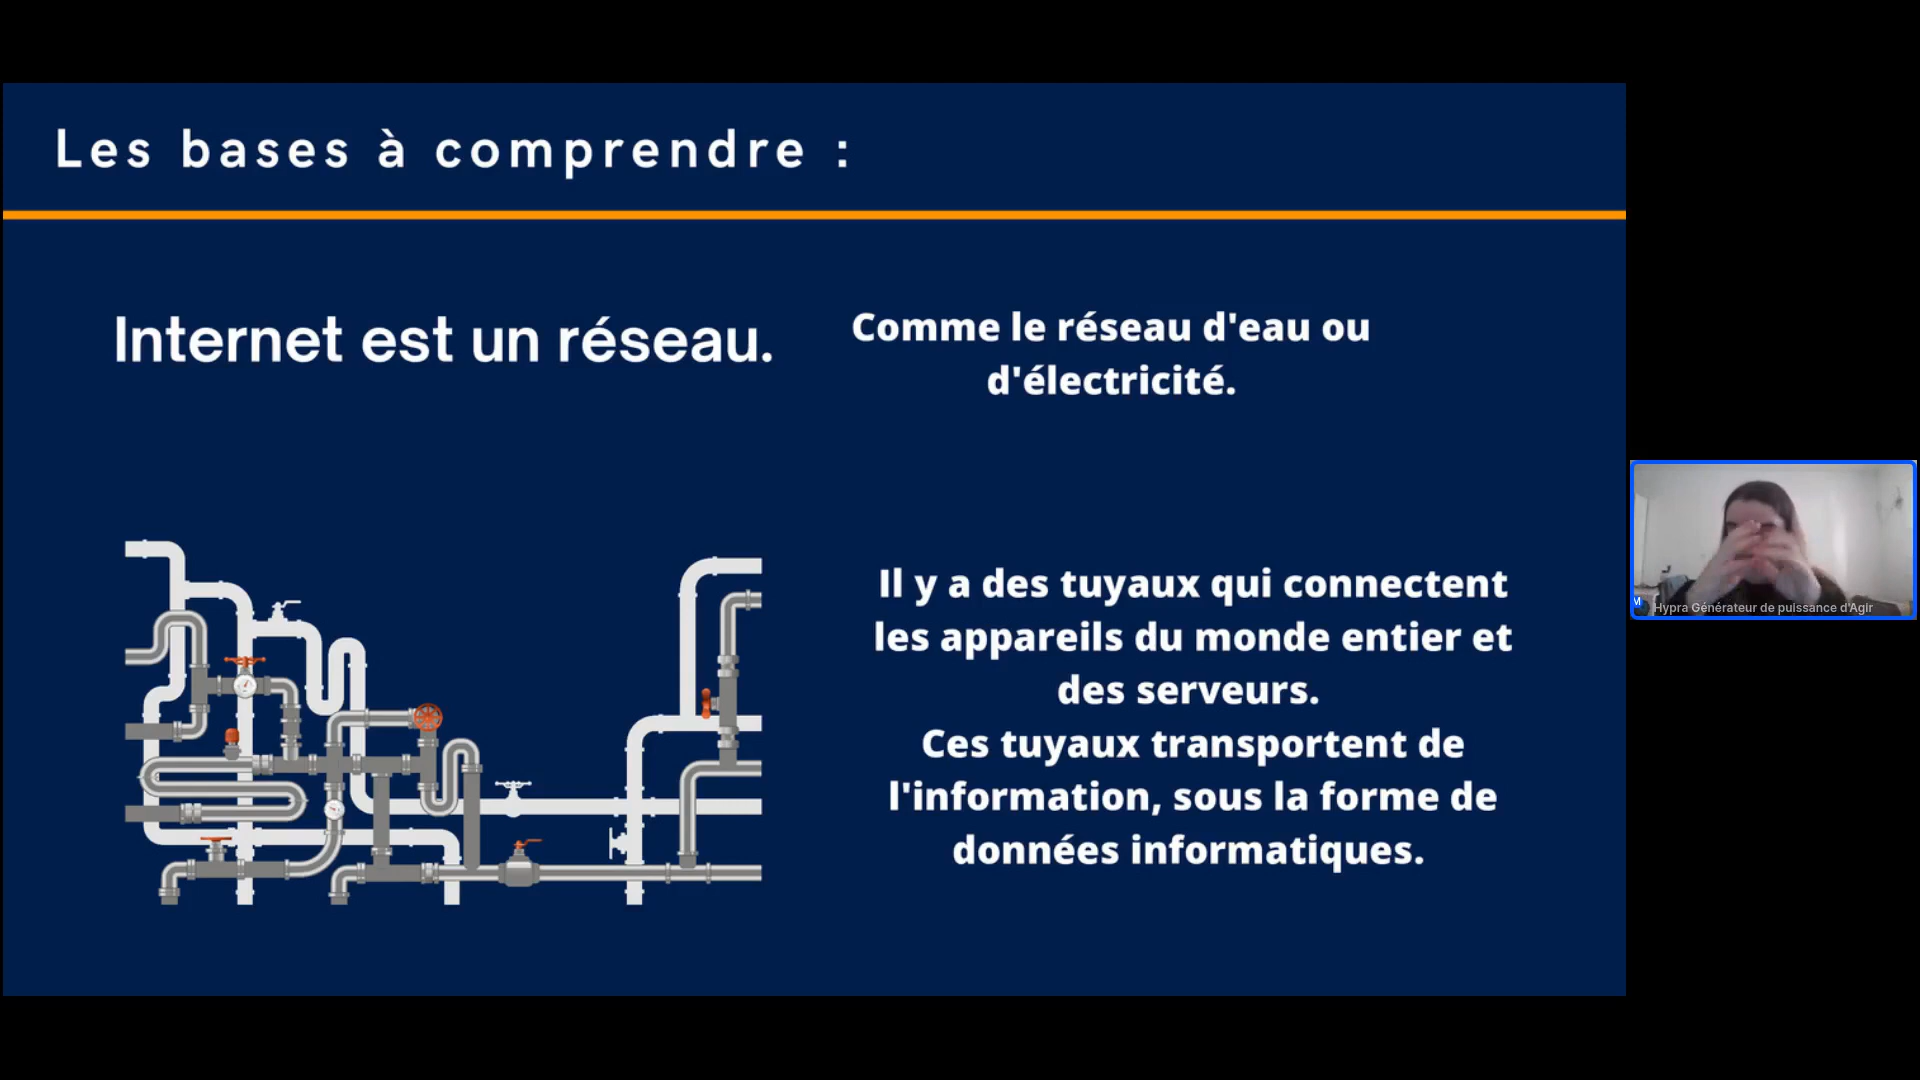 Les bases à comprendre :
Internet est un réseau.
Comme le réseau d'eau ou
d'électricité.
Il y a des tuyaux qui connectent
les appareils du monde entier et
des serveurs.
Ces tuyaux transportent de
l'information, sous la forme de
données informatiques.
M
Hypra Générateur de puissance d'Agir